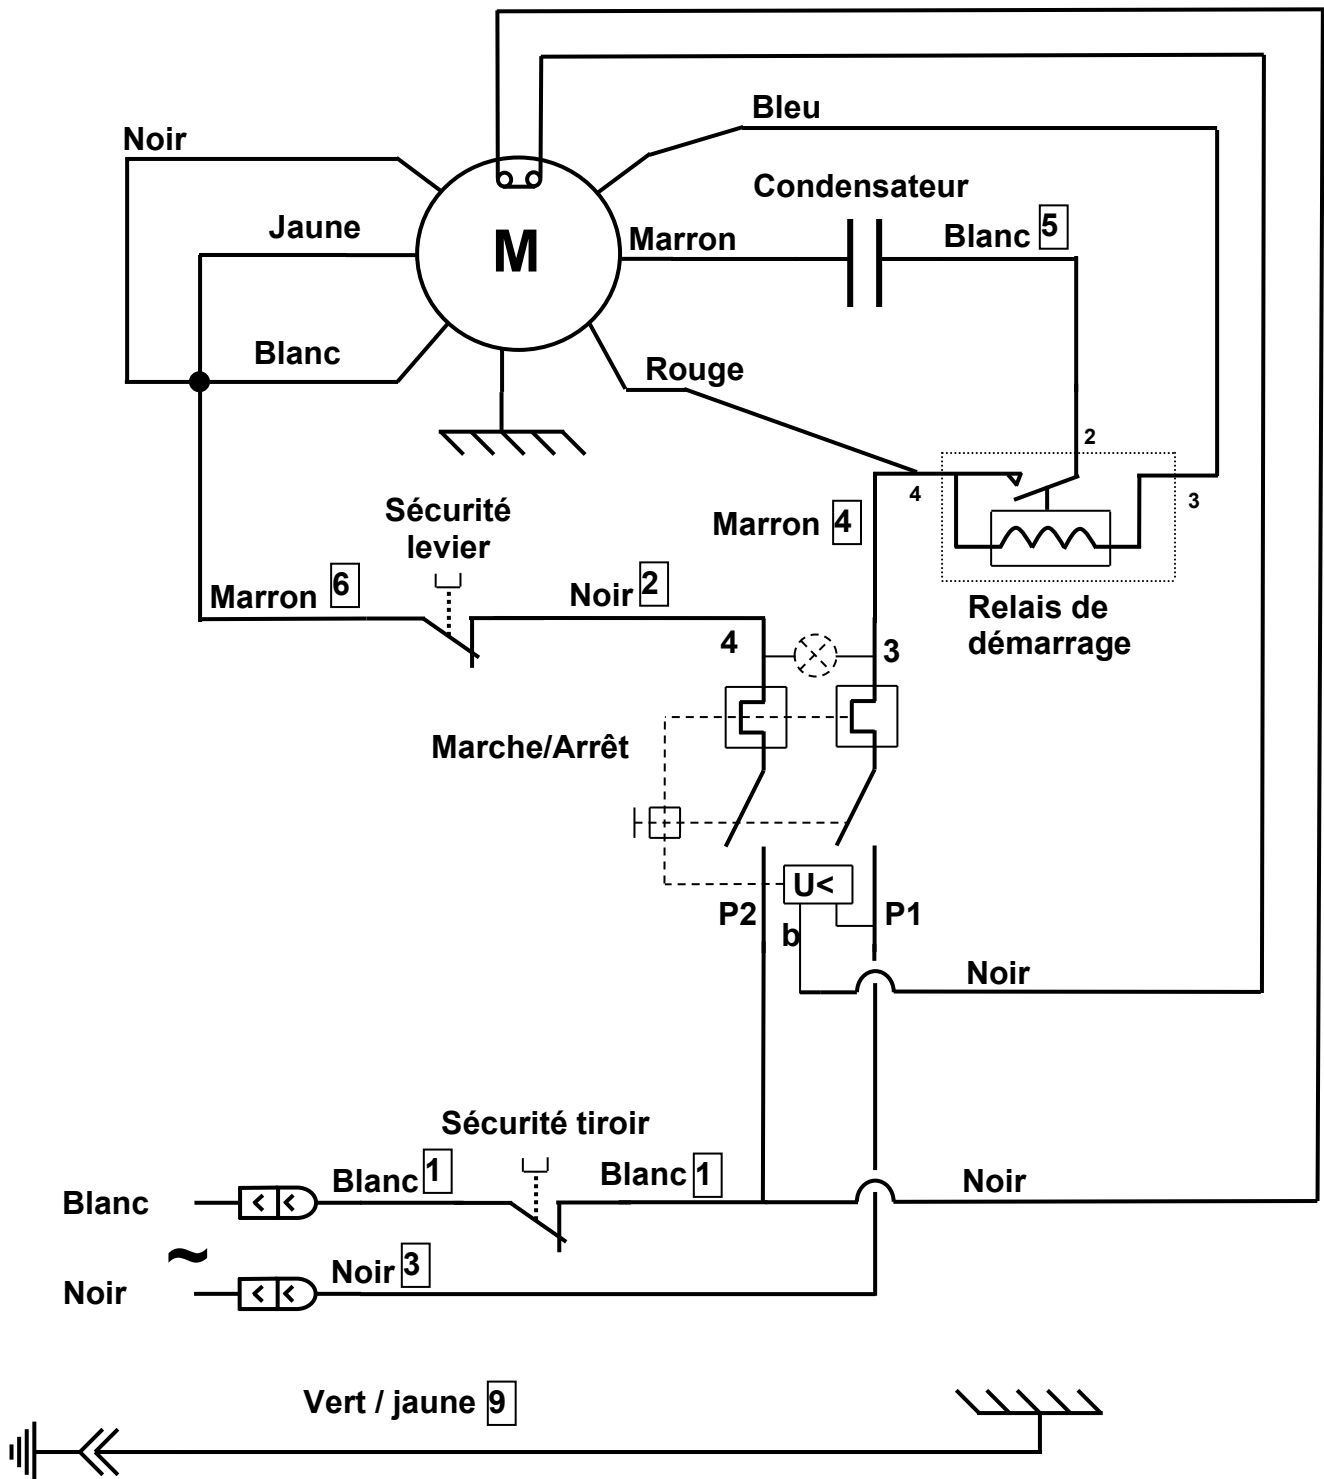 Bleu
Noir
Condensateur
Jaune
M
Marron
Blanc 5
Blanc
Rouge
2
4
3
Sécurité
levier
Marron 4
Marron 6
Noir 2
Relais de
démarrage
4
3
Marche/Arrêt
U<
P2
P1
b
Noir
Sécurité tiroir
Blanc 1
Blanc 1
Noir
Blanc
~
Noir 3
Noir
Vert / jaune 9